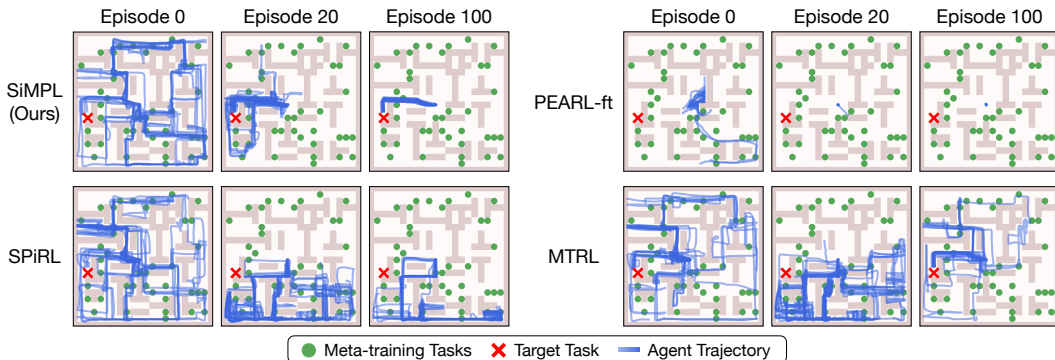 Episode 0 Episode 20 Episode 100 Episode 0 Episode 20 Episode 100
SiMPL
(Ours)
PEARL-ft
SPiRL
MTRL
Meta-training Tasks Target Task Agent Trajectory